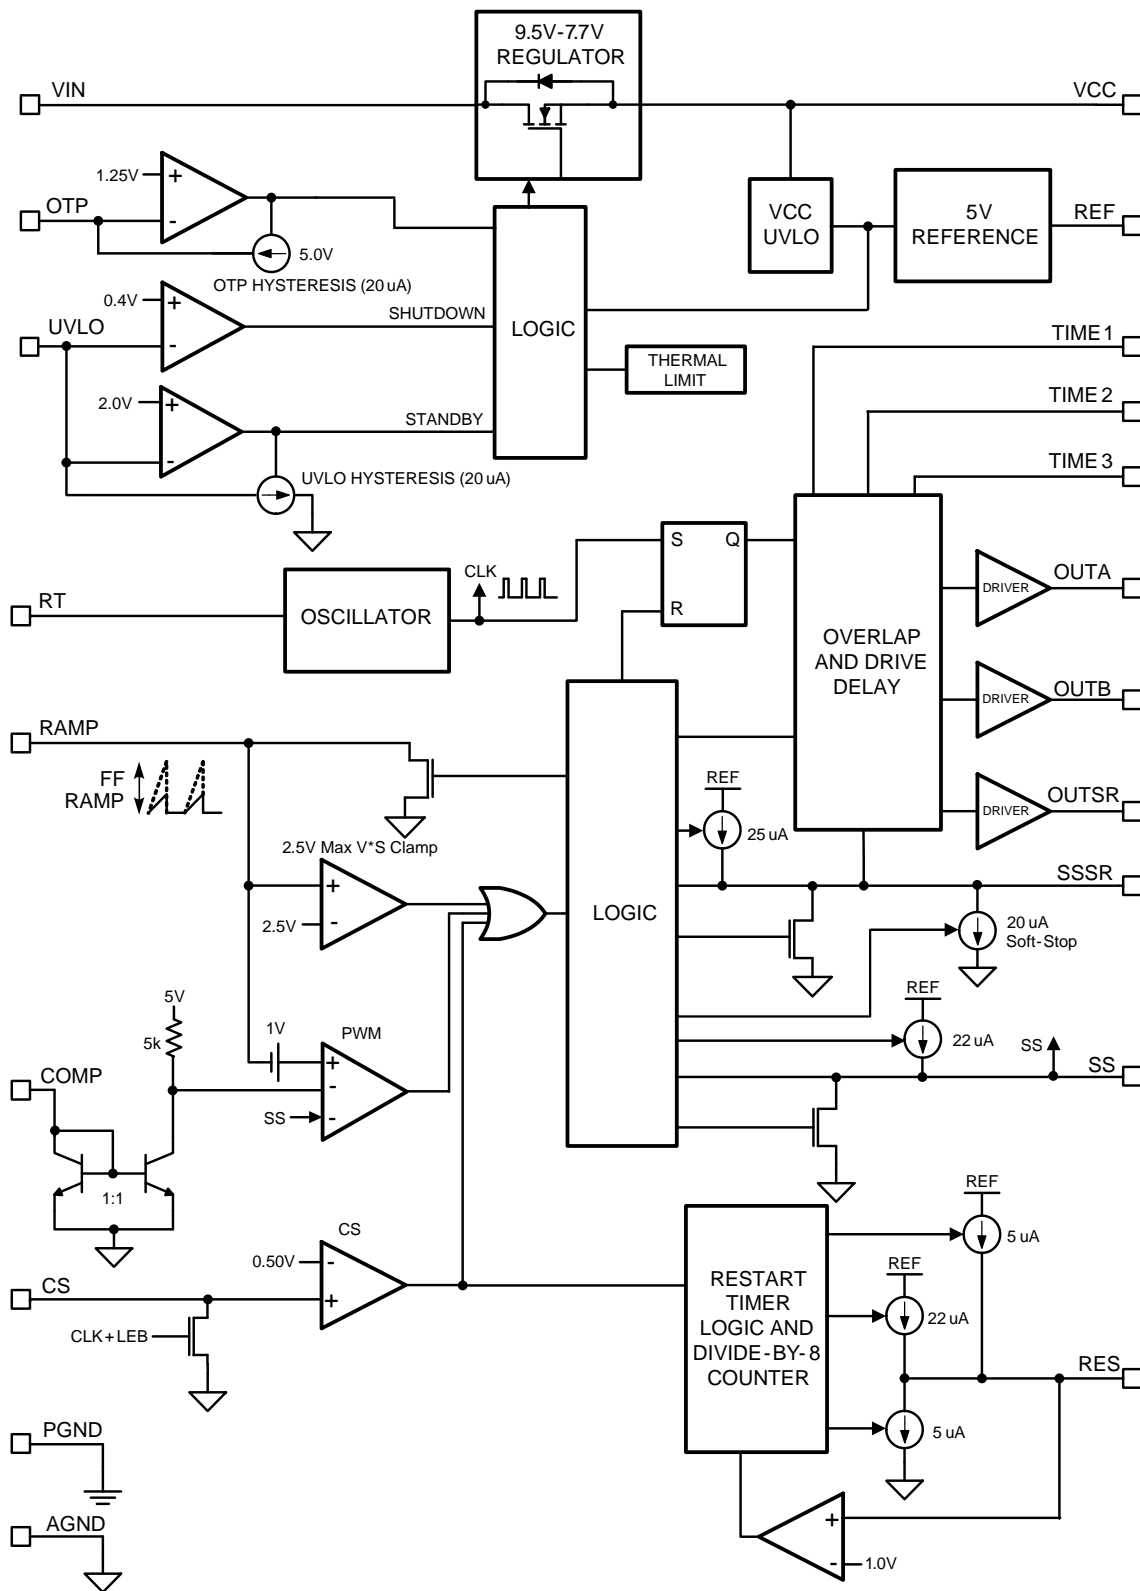 9.5V-7.7V
REGULATOR
VIN
VCC
1.25V
+
-
OTP
5.0V
OTP HYSTERESIS (20 uA)
VCC
UVLO
5V
REFERENCE
REF
0.4V
+
-
UVLO
SHUTDOWN
LOGIC
THERMAL
LIMIT
TIME 1
2.0V
+
-
STANDBY
TIME 2
UVLO HYSTERESIS (20 uA)
TIME 3
RT
OSCILLATOR
CLK
S
Q
R
OVERLAP
AND DRIVE
DELAY
DRIVER
OUTA
DRIVER
OUTB
DRIVER
OUTSR
RAMP
FF
RAMP
2.5V Max V*S Clamp
+
-
2.5V
LOGIC
REF
25 uA
SSSR
20 uA
Soft-Stop
5V
5k
1V
PWM
+
-
-
SS
COMP
1:1
REF
22 uA
SS
SS
CS
0.50V
-
+
CS
CLK+LEB
RESTART
TIMER
LOGIC AND
DIVIDE-BY-8
COUNTER
REF
5 uA
REF
22 uA
RES
5 uA
PGND
AGND
+
-
1.0V